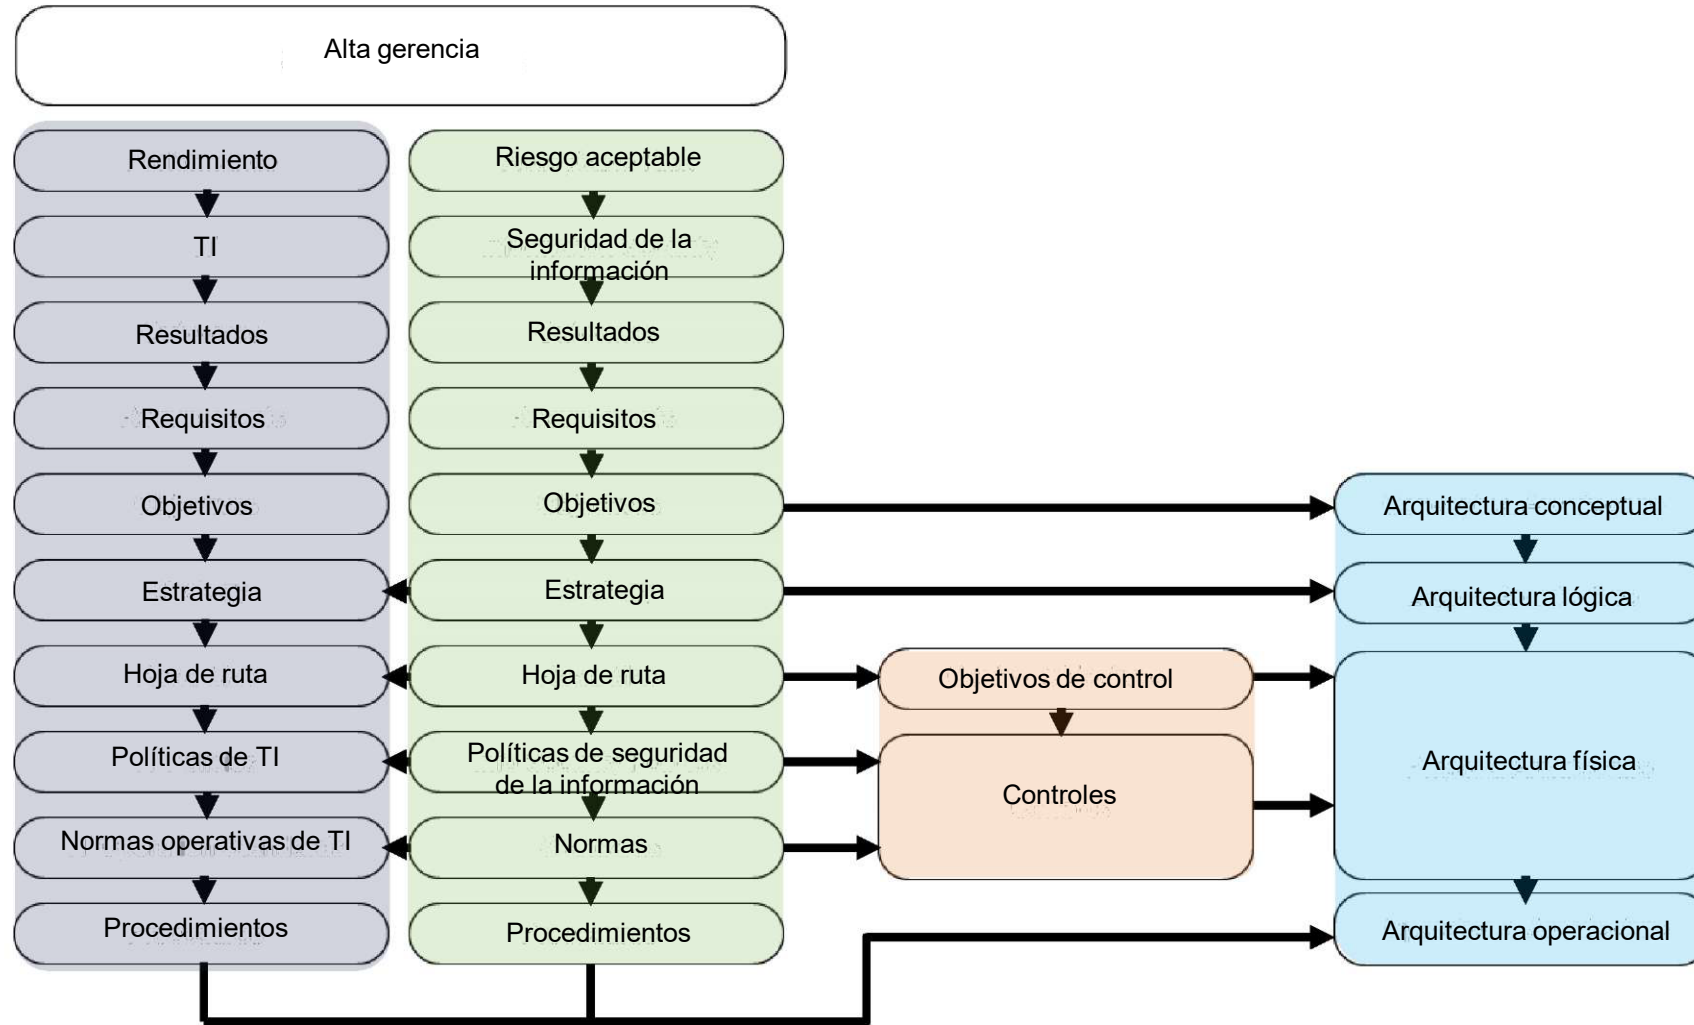 Alta gerencia
Rendimiento
Riesgo aceptable
TI
Seguridad de la
información
Resultados
Resultados
Requisitos
Requisitos
Objetivos
Objetivos
Arquitectura conceptual
Estrategia
Estrategia
Arquitectura lógica
Hoja de ruta
Hoja de ruta
Objetivos de control
Políticas de TI
Políticas de seguridad
de la información
Controles
Arquitectura física
Normas operativas de TI
Normas
Procedimientos
Procedimientos
Arquitectura operacional